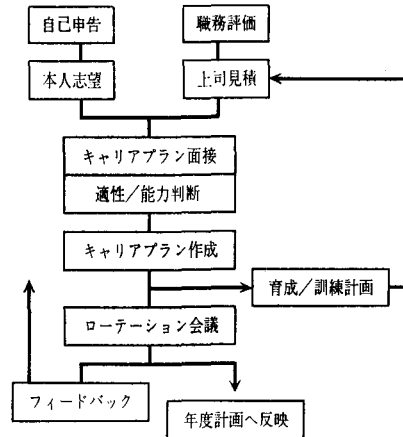 自己申告
職務評価
本人志望
上司見積
キャリアプラン面接
適性／能力判断
キャリアプラン作成
育成／訓練計画
ローテーション会議
フィードバック
年度計画へ反映